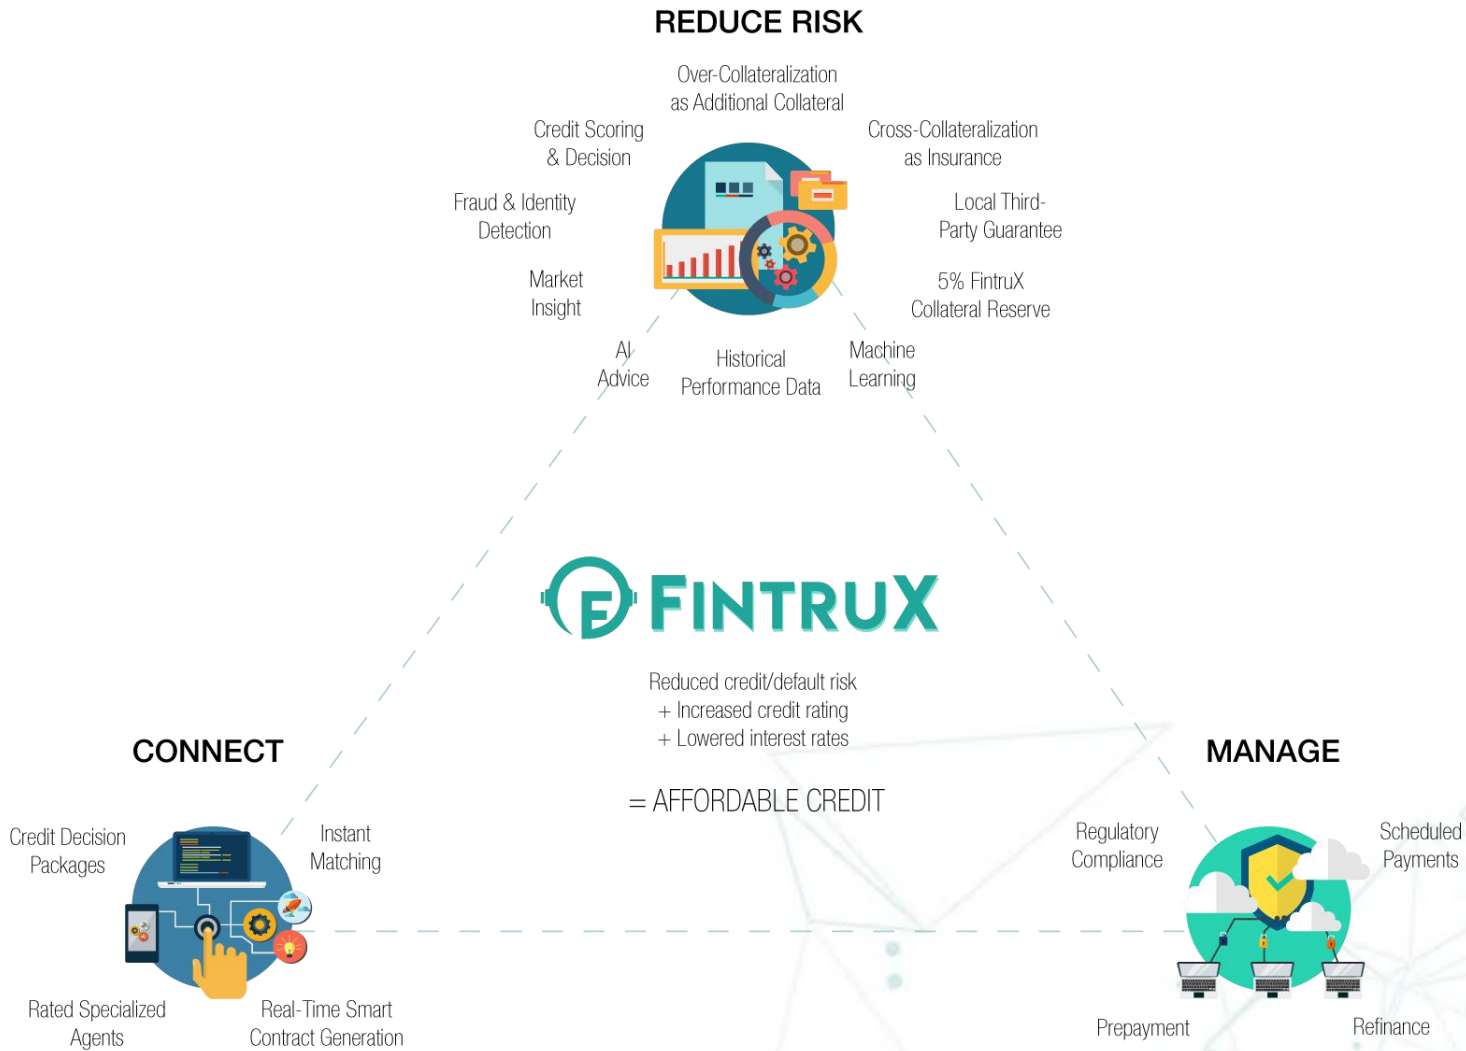 REDUCE RISK
Over-Collateralization
as Additional Collateral
Credit Scoring
& Decision
Cross-Collateralization
as Insurance
Fraud & Identity
Detection
Local Third-
Party Guarantee
Market
Insight
5% FintruX
Collateral Reserve
AI
Advice
Historical
Performance Data
Machine
Learning
FINTRUX
Reduced credit/default risk
+ Increased credit rating
+ Lowered interest rates
= AFFORDABLE CREDIT
CONNECT
Credit Decision
Packages
Instant
Matching
Rated Specialized
Agents
Real-Time Smart
Contract Generation
MANAGE
Regulatory
Compliance
Scheduled
Payments
Prepayment
Refinance